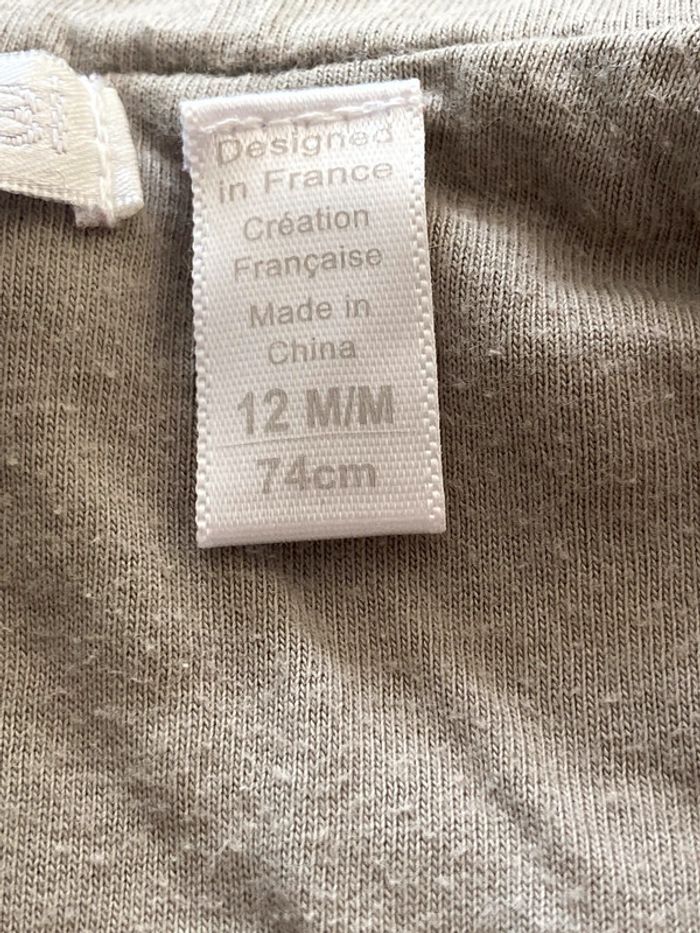 Designed
in France
Création
Française
Made in
China
12 M/M
74cm